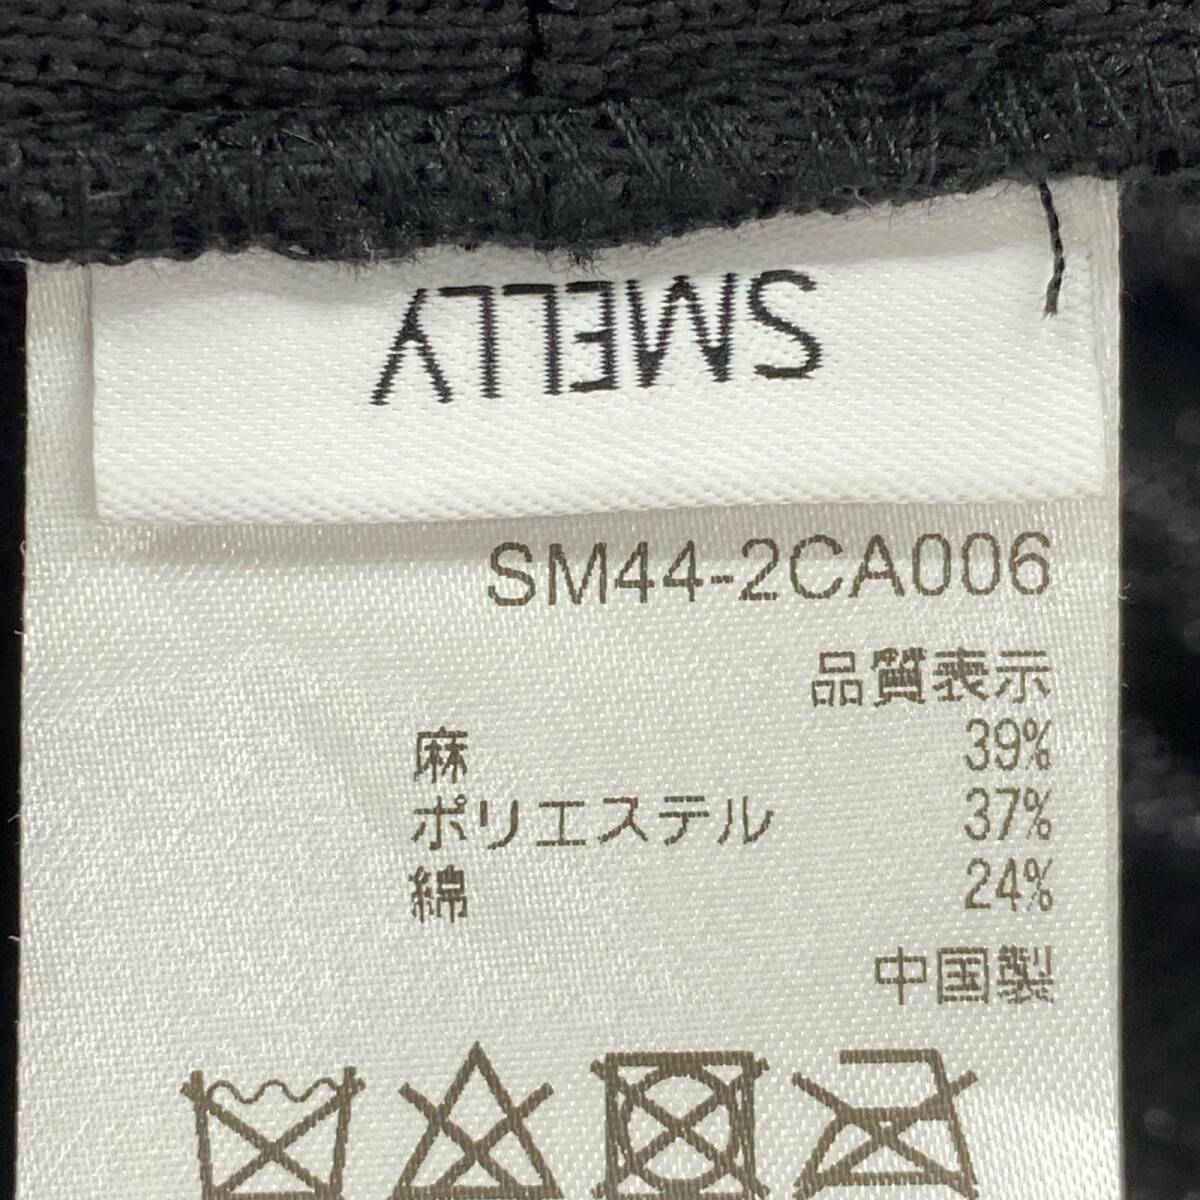 SMELLY
SM44-2CA006
品質表示
麻 39%
ポリエステル 37%
綿 24%
中国製